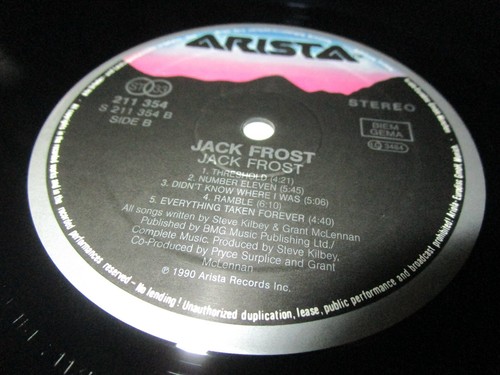 ARISTA
STEREO
211 354
S 211 354 B
SIDE B
BIEM
GEMA
LC 3484
JACK FROST
JACK FROST
1. THRESHOLD (4:21)
2. NUMBER ELEVEN (5:45)
3. DIDN'T KNOW WHERE I WAS (5:06)
4. RAMBLE (6:10)
5. EVERYTHING TAKEN FOREVER (4:40)
All songs written by Steve Kilbey & Grant McLennan
Published by BMG Music Publishing Ltd./
Complete Music. Produced by Steve Kilbey,
Co-Produced by Pryce Surplice and Grant
McLennan
℗ 1990 Arista Records Inc.
recorded performances reserved - No lending! Unauthorized duplication, lease, public performance and broadcast prohibited!